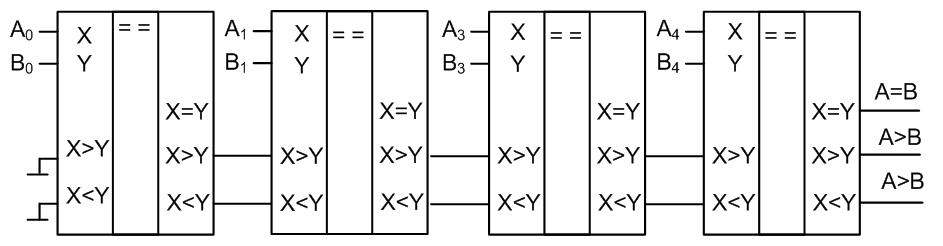 A₀ X == A₁ X == A₃ X == A₄ X ==
B₀ Y B₁ Y B₃ Y B₄ Y
X=Y X=Y X=Y X=Y A=B
X>Y X>Y X>Y X>Y X>Y X>Y X>Y X>Y A>B
X<Y X<Y X<Y X<Y X<Y X<Y X<Y X<Y A>B